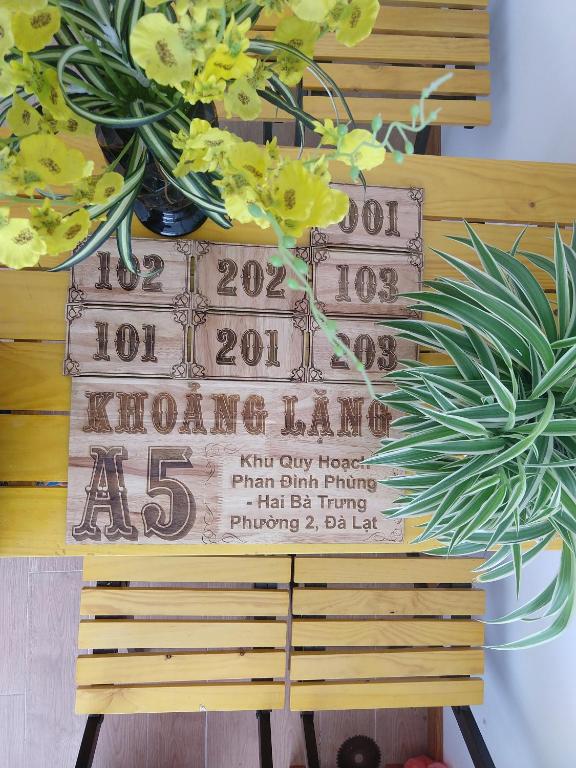 001
102 202 103
101 201 203
KHOẢNG LẶNG
A5
Khu Quy Hoạch
Phan Đình Phùng
- Hai Bà Trưng
Phường 2, Đà Lạt